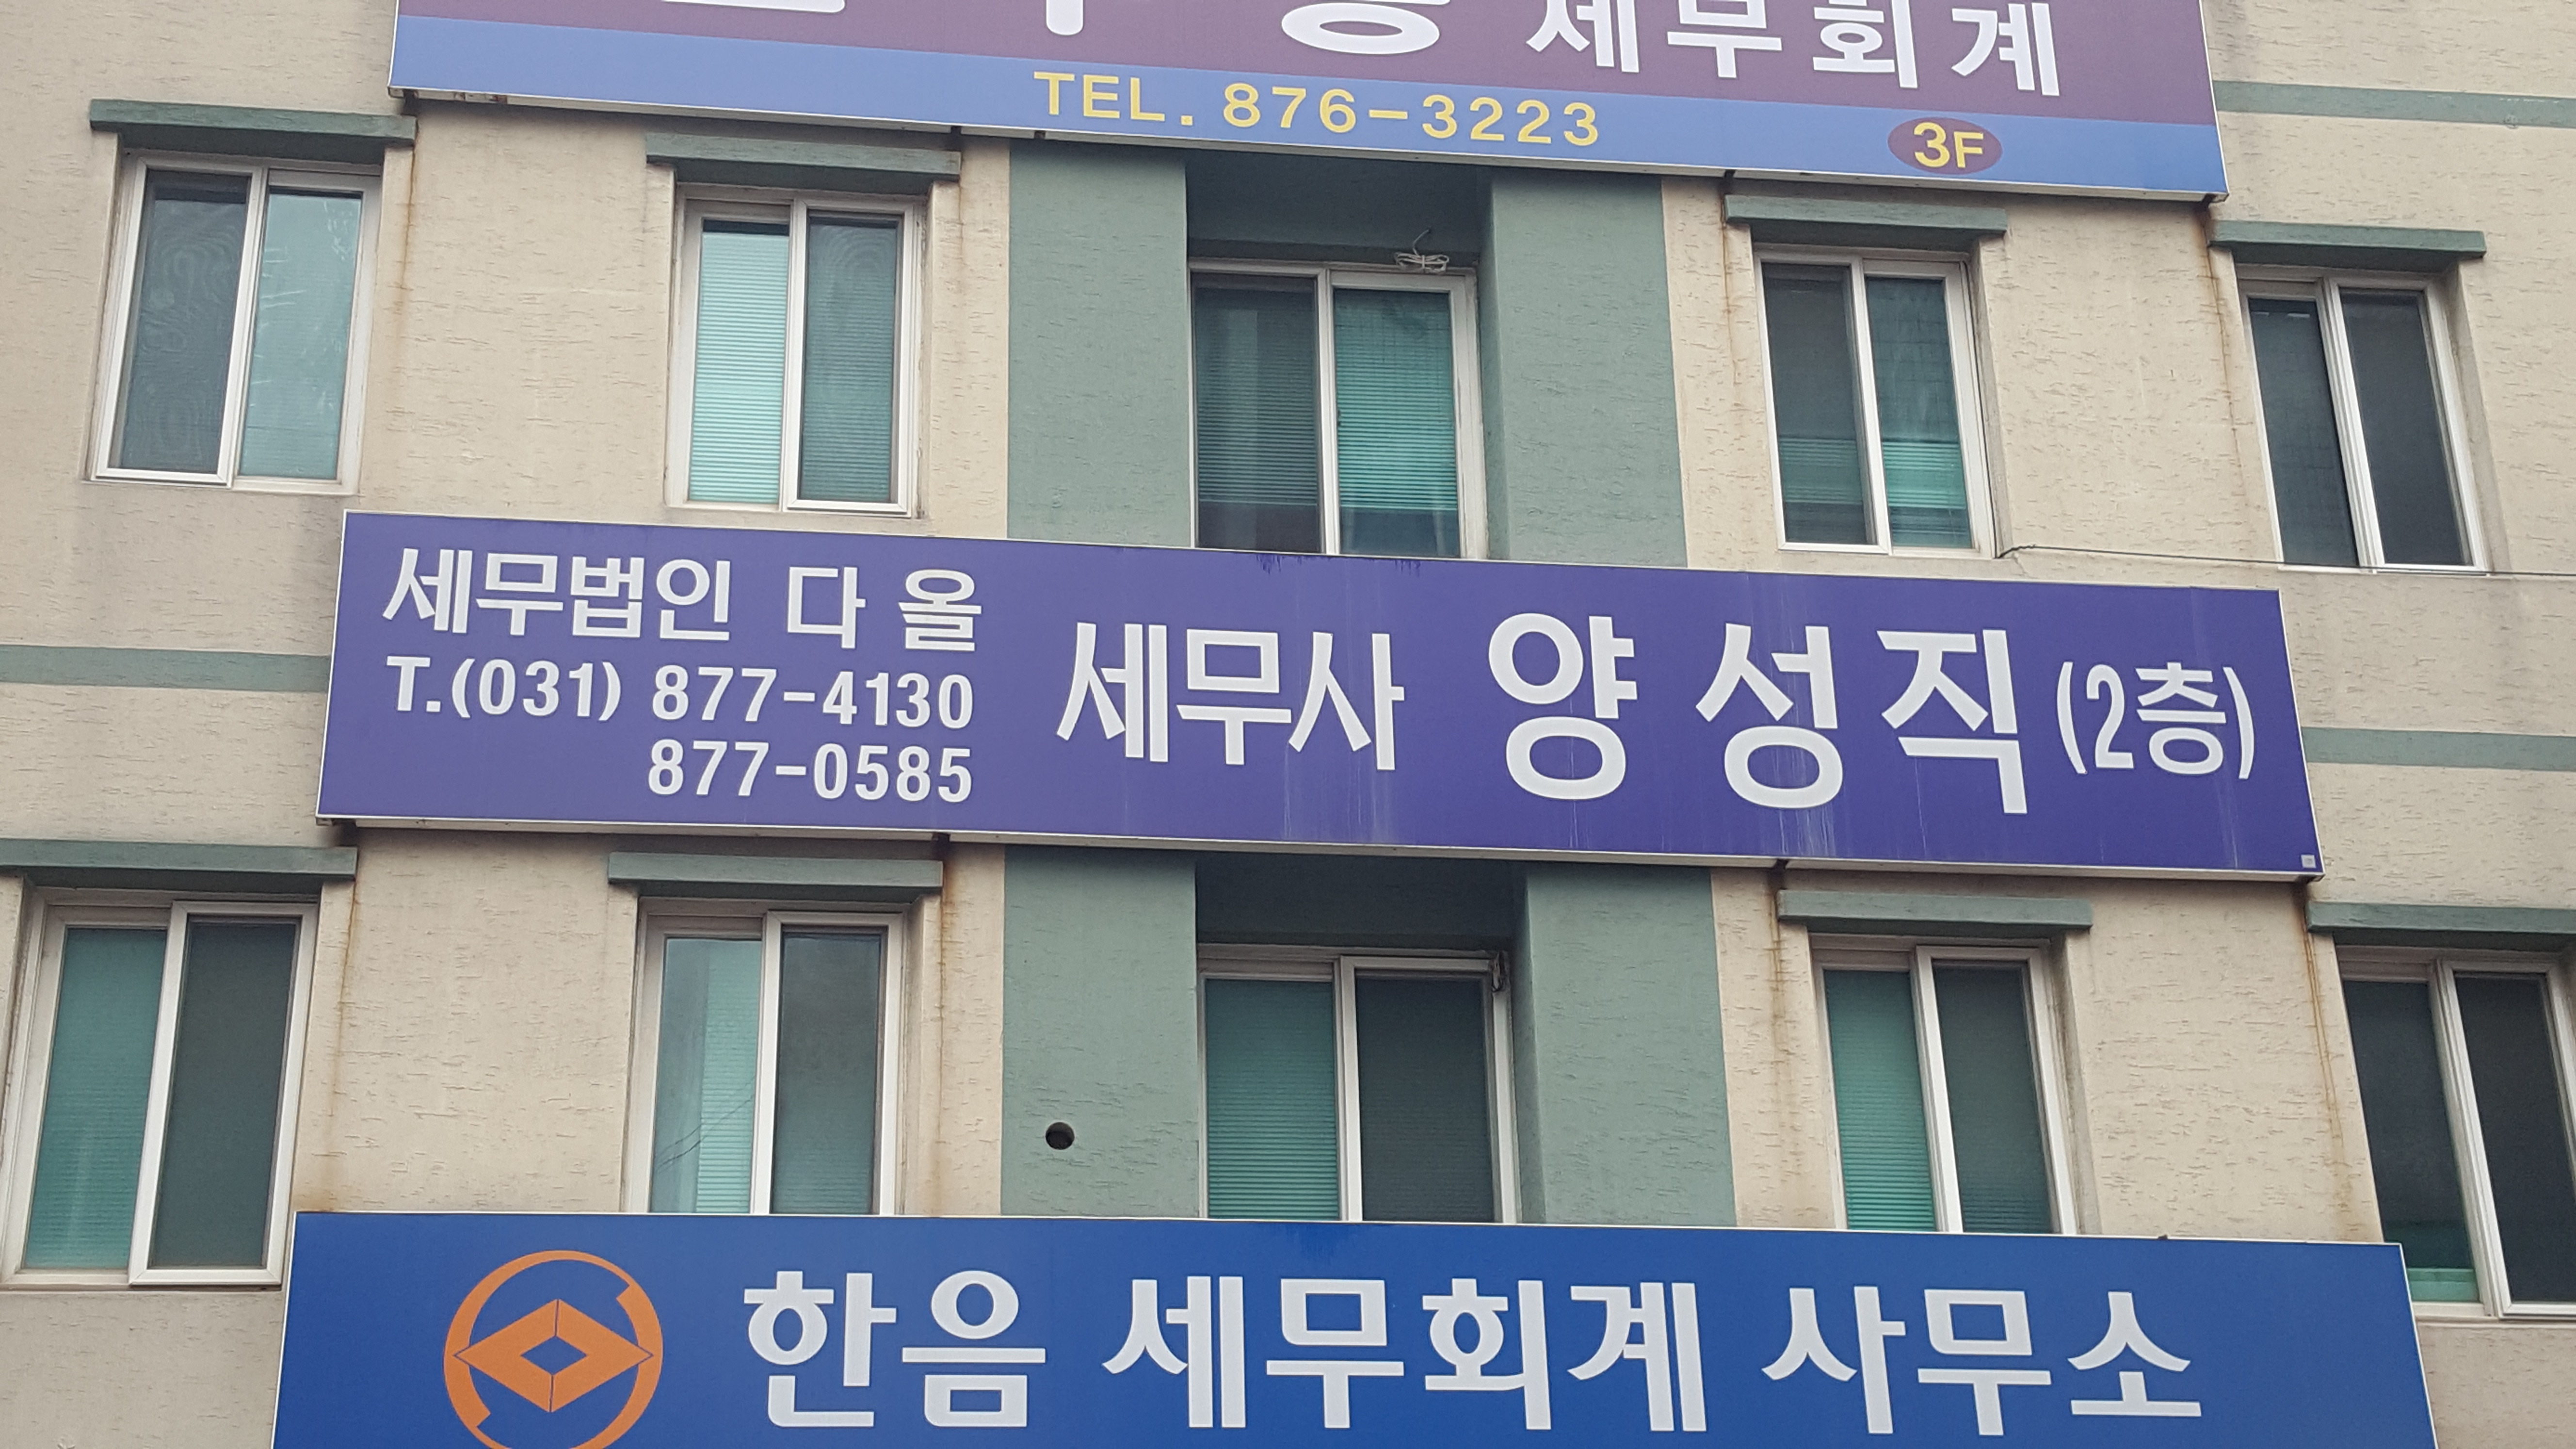 세무회계
TEL. 876-3223
3F
세무법인 다올
T.(031) 877-4130
877-0585
세무사 양성직 (2층)
한음 세무회계 사무소